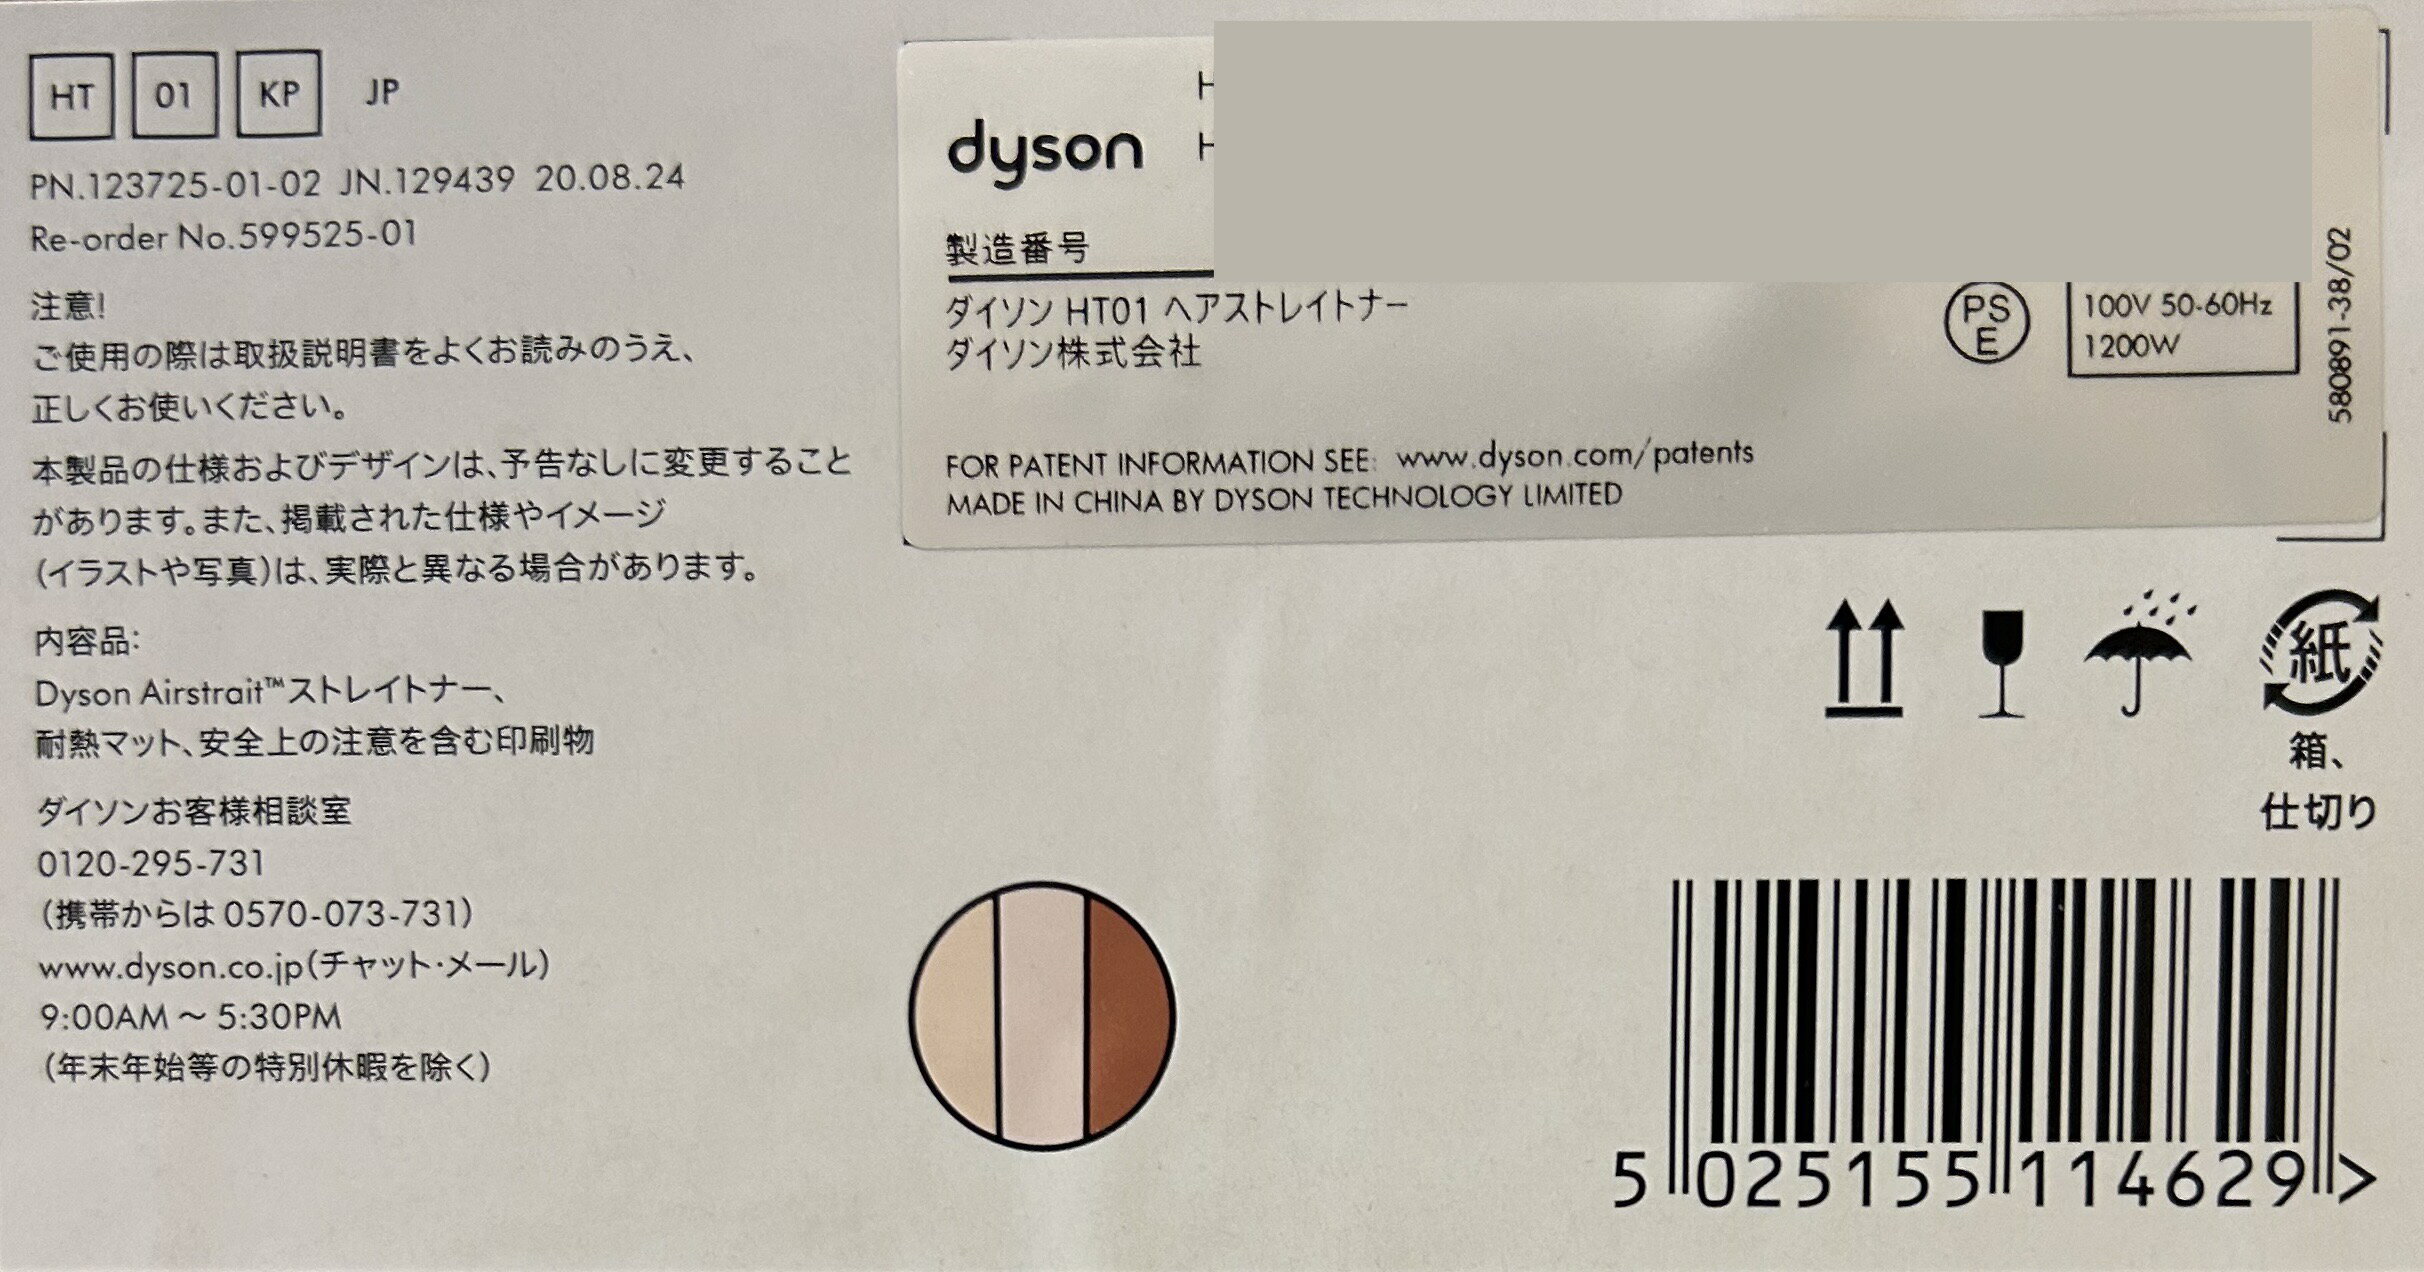 HT 01 KP JP
PN.123725-01-02 JN.129439 20.08.24
Re-order No.599525-01
注意!
ご使用の際は取扱説明書をよくお読みのうえ、
正しくお使いください。
本製品の仕様およびデザインは、予告なしに変更すること
があります。また、掲載された仕様やイメージ
(イラストや写真)は、実際と異なる場合があります。
内容品:
Dyson Airstrait™ストレイトナー、
耐熱マット、安全上の注意を含む印刷物
ダイソンお客様相談室
0120-295-731
(携帯からは 0570-073-731)
www.dyson.co.jp(チャット・メール)
9:00AM ～ 5:30PM
(年末年始等の特別休暇を除く)
H
dyson H
製造番号
ダイソン HT01 ヘアストレイトナー
ダイソン株式会社
PS
E
100V 50-60Hz
1200W
580891-38/02
FOR PATENT INFORMATION SEE: www.dyson.com/patents
MADE IN CHINA BY DYSON TECHNOLOGY LIMITED
紙
箱、
仕切り
5 025155 114629 >